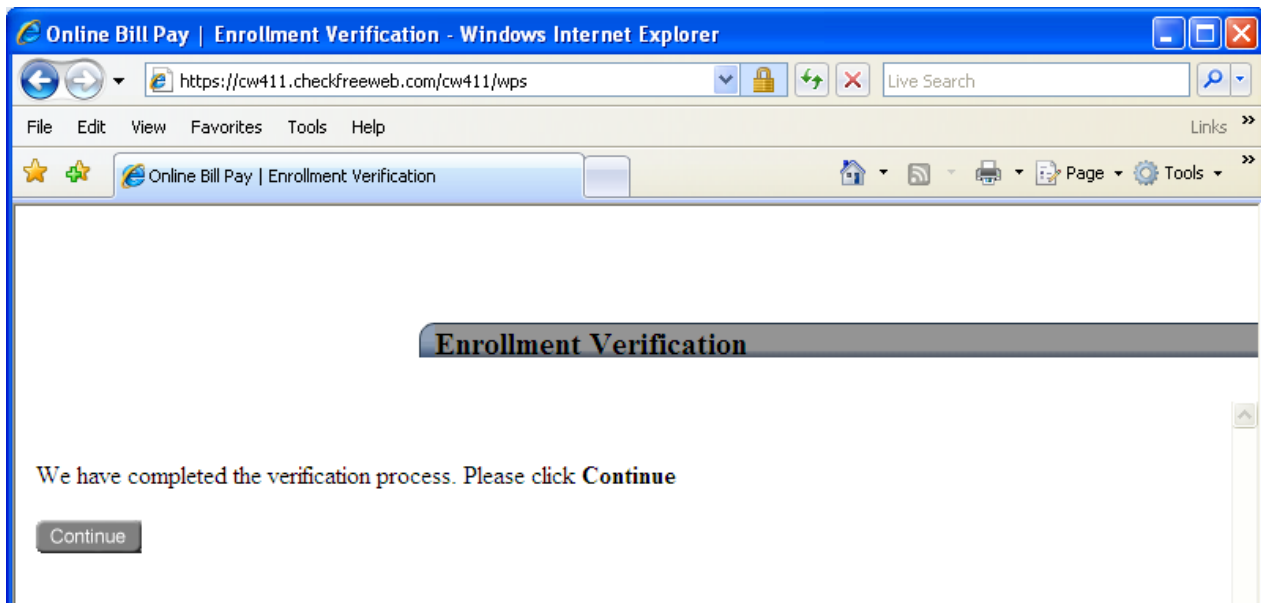 Online Bill Pay | Enrollment Verification - Windows Internet Explorer
https://cw411.checkfreeweb.com/cw411/wps Live Search
File Edit View Favorites Tools Help Links »
Online Bill Pay | Enrollment Verification Page Tools »
Enrollment Verification
We have completed the verification process. Please click Continue
Continue